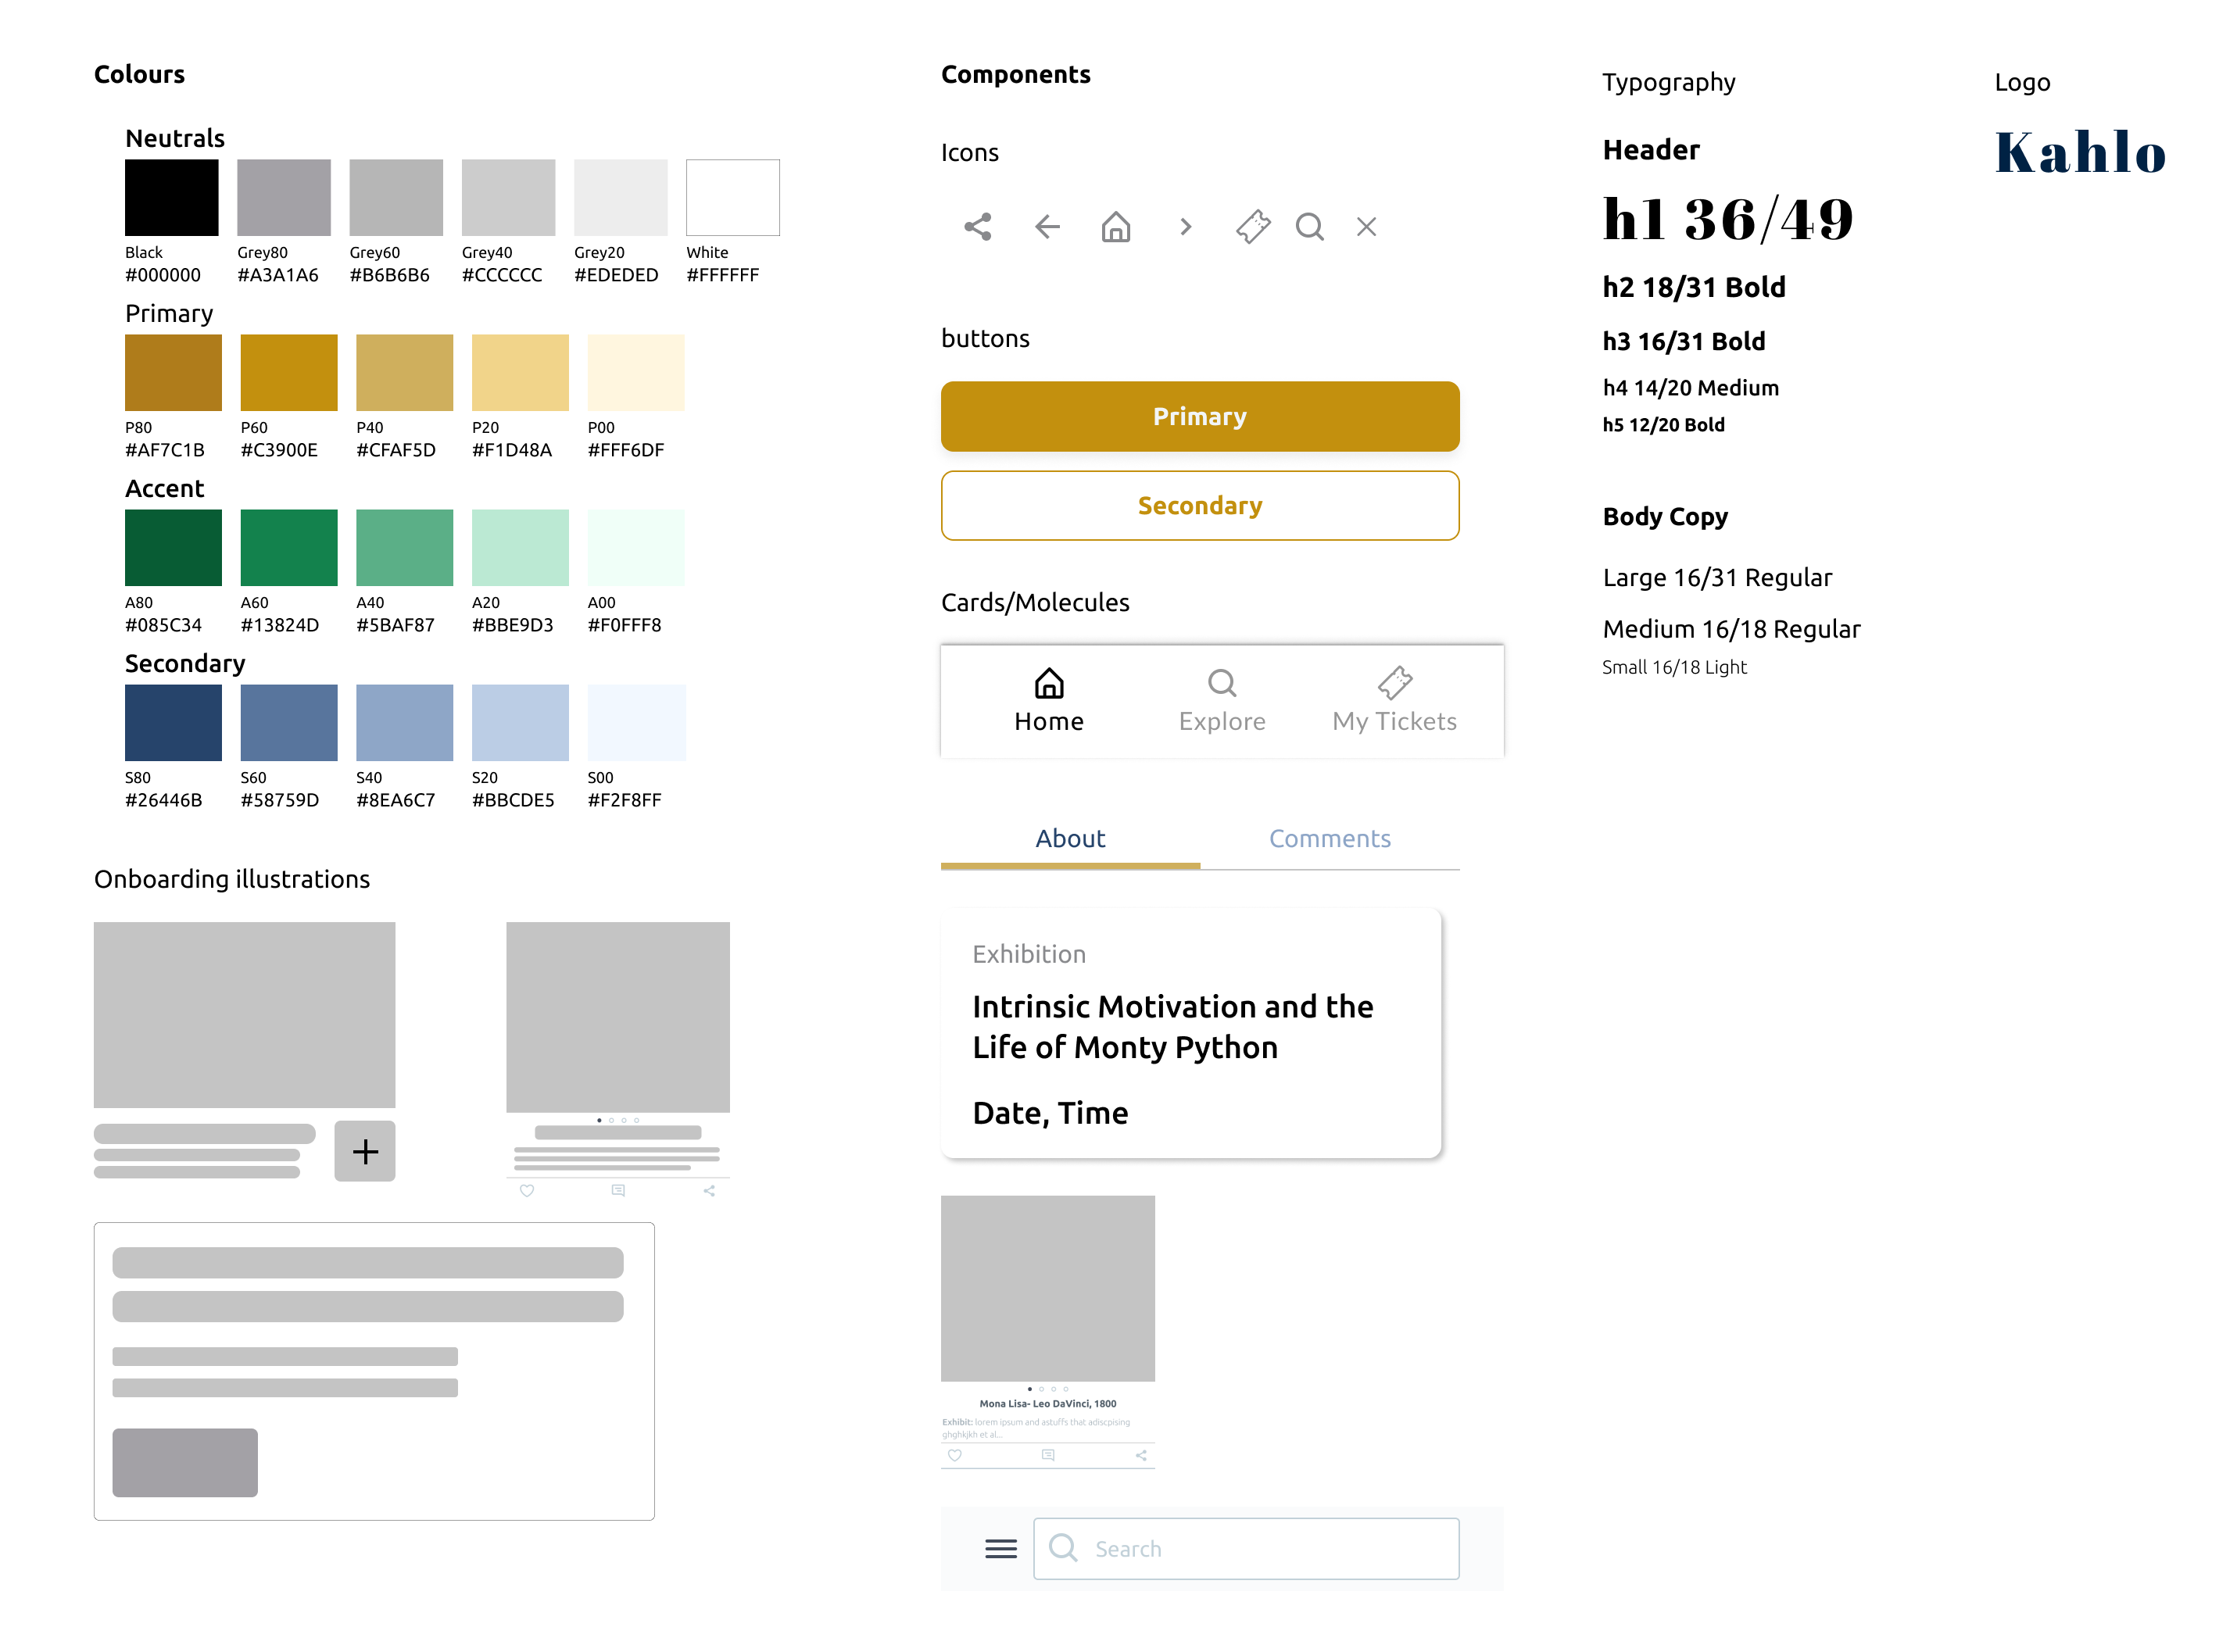 Colours
Neutrals
Black
#000000
Grey80
#A3A1A6
Grey60
#B6B6B6
Grey40
#CCCCCC
Grey20
#EDEDED
White
#FFFFFF
Primary
P80
#AF7C1B
P60
#C3900E
P40
#CFAF5D
P20
#F1D48A
P00
#FFF6DF
Accent
A80
#085C34
A60
#13824D
A40
#5BAF87
A20
#BBE9D3
A00
#F0FFF8
Secondary
S80
#26446B
S60
#58759D
S40
#8EA6C7
S20
#BBCDE5
S00
#F2F8FF
Onboarding illustrations
Components
Icons
buttons
Primary
Secondary
Cards/Molecules
Home
Explore
My Tickets
About
Comments
Exhibition
Intrinsic Motivation and the
Life of Monty Python
Date, Time
Mona Lisa- Leo DaVinci, 1800
Exhibit: lorem ipsum and astuffs that adiscpising
ghghkjkh et al...
Search
Typography
Header
h1 36/49
h2 18/31 Bold
h3 16/31 Bold
h4 14/20 Medium
h5 12/20 Bold
Body Copy
Large 16/31 Regular
Medium 16/18 Regular
Small 16/18 Light
Logo
Kahlo